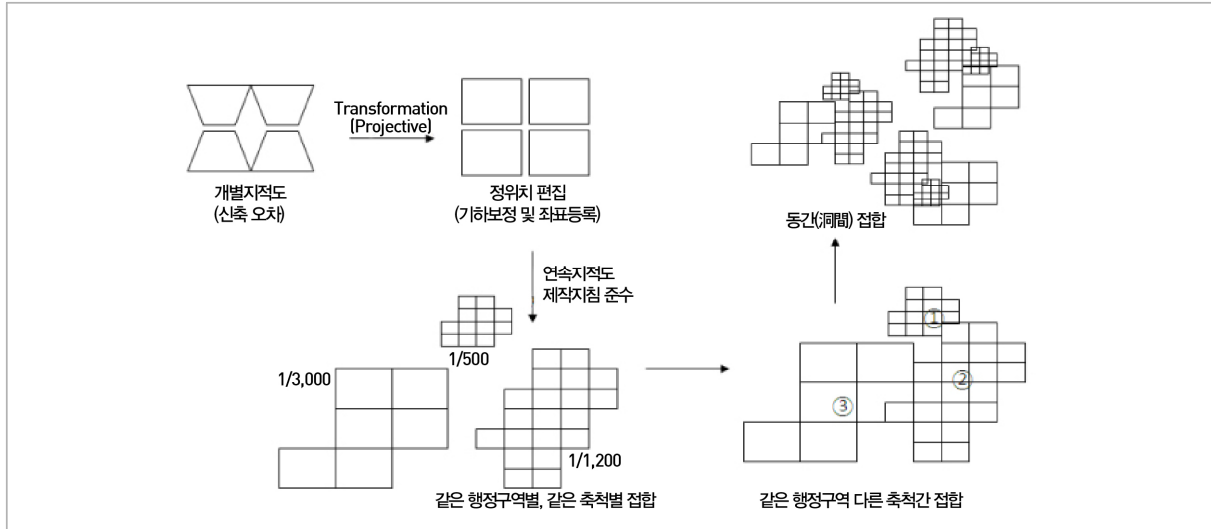 개별지적도
(신축 오차)
Transformation
(Projective)
정위치 편집
(기하보정 및 좌표등록)
연속지적도
제작지침 준수
1/500
1/3,000
1/1,200
같은 행정구역별, 같은 축척별 접합
①
②
③
같은 행정구역 다른 축척간 접합
동간(洞間) 접합